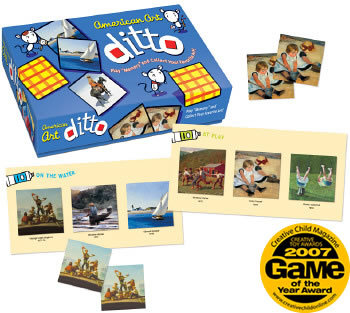 American Art
ditto
Play "Memory" and Collect Your Favorites!
American
Art
ditto
Play "Memory" and
Collect Your Favorites!
ON THE WATER
AT PLAY
Creative Child Magazine
CREATIVE
TOY AWARDS
2007
Game
of the
Year Award
www.creativechildonline.com